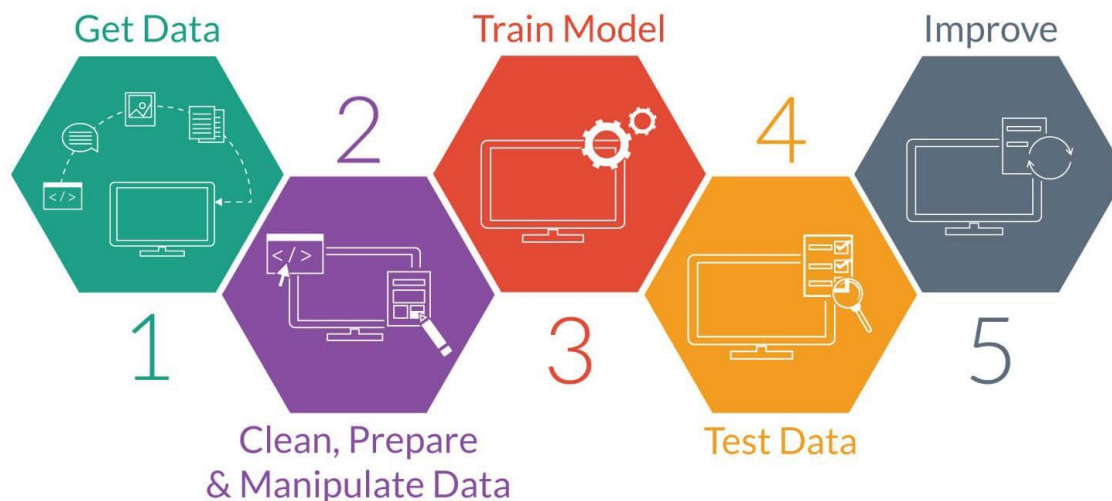 Get Data
1
2
Clean, Prepare
& Manipulate Data
Train Model
3
4
Test Data
Improve
5
</>
</>